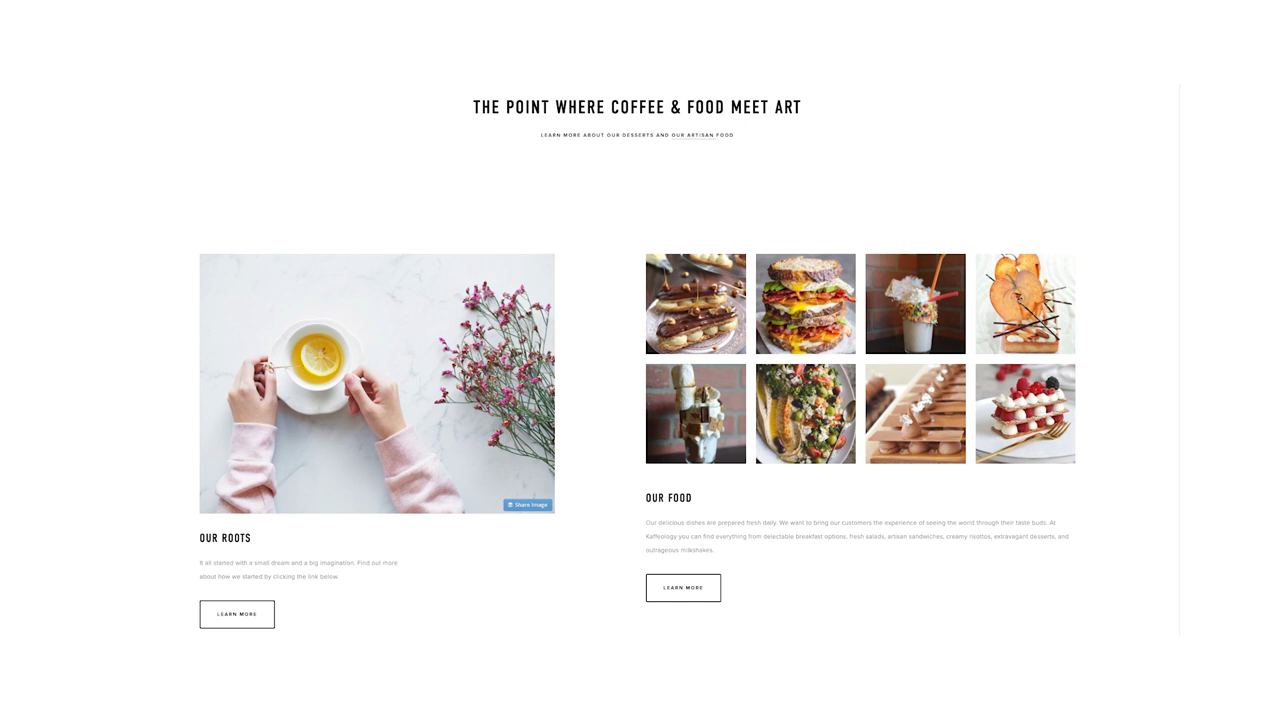 THE POINT WHERE COFFEE & FOOD MEET ART
LEARN MORE ABOUT OUR DESSERTS AND OUR ARTISAN FOOD
Share Image
OUR ROOTS
It all started with a small dream and a big imagination. Find out more
about how we started by clicking the link below.
LEARN MORE
OUR FOOD
Our delicious dishes are prepared fresh daily. We want to bring our customers the experience of seeing the world through their taste buds. At
Kaffeology you can find everything from delectable breakfast options, fresh salads, artisan sandwiches, creamy risottos, extravagant desserts, and
outrageous milkshakes.
LEARN MORE